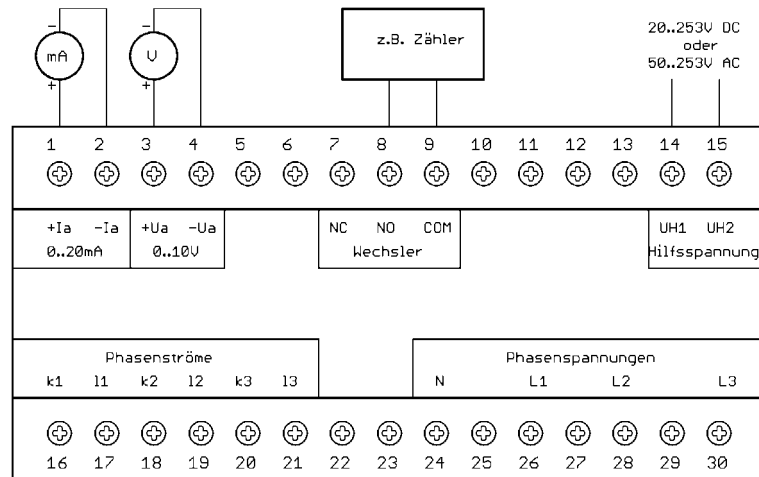 - -
mA V
+ +
z.B. Zähler
20..253V DC
oder
50..253V AC
1 2 3 4 5 6 7 8 9 10 11 12 13 14 15
+Ia -Ia +Ua -Ua NC NO COM UH1 UH2
0..20mA 0..10V Wechsler Hilfsspannung
Phasenströme Phasenspannungen
k1 l1 k2 l2 k3 l3 N L1 L2 L3
16 17 18 19 20 21 22 23 24 25 26 27 28 29 30